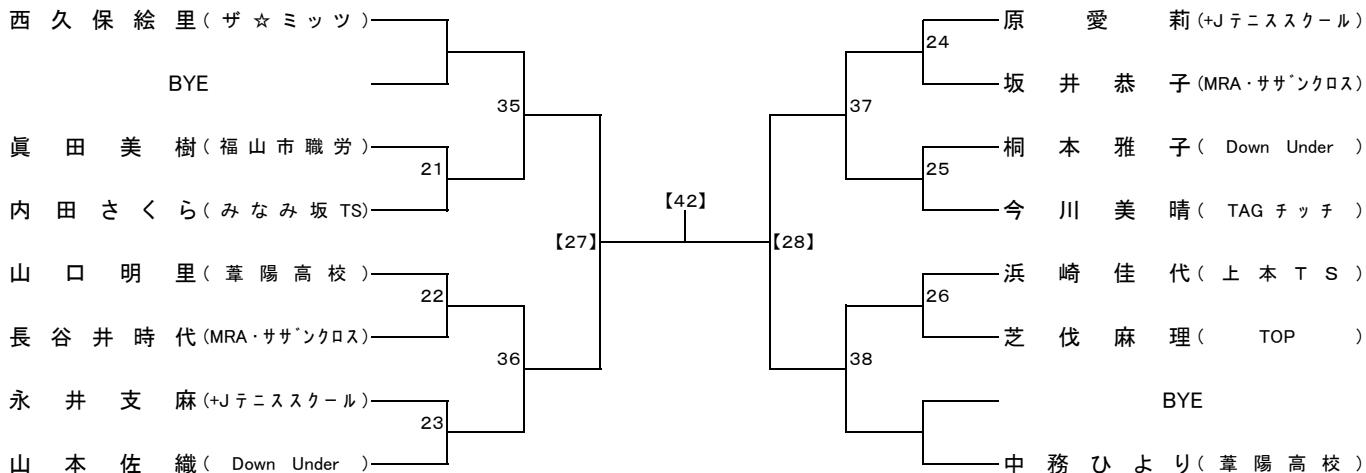 西久保絵里(ザ☆ミッツ)
BYE
35
眞田美樹(福山市職労)
21
内田さくら(みなみ坂TS)
【27】
山口明里(葦陽高校)
22
長谷井時代(MRA・ササ゛ンクロス)
36
永井支麻(+Jテニススクール)
23
山本佐織( Down Under )
【42】
原愛莉(+Jテニススクール)
24
坂井恭子(MRA・ササ゛ンクロス)
37
桐本雅子( Down Under )
25
今川美晴( TAGチッチ )
【28】
浜崎佳代(上本TS)
26
芝伐麻理( TOP )
38
BYE
中務ひより(葦陽高校)